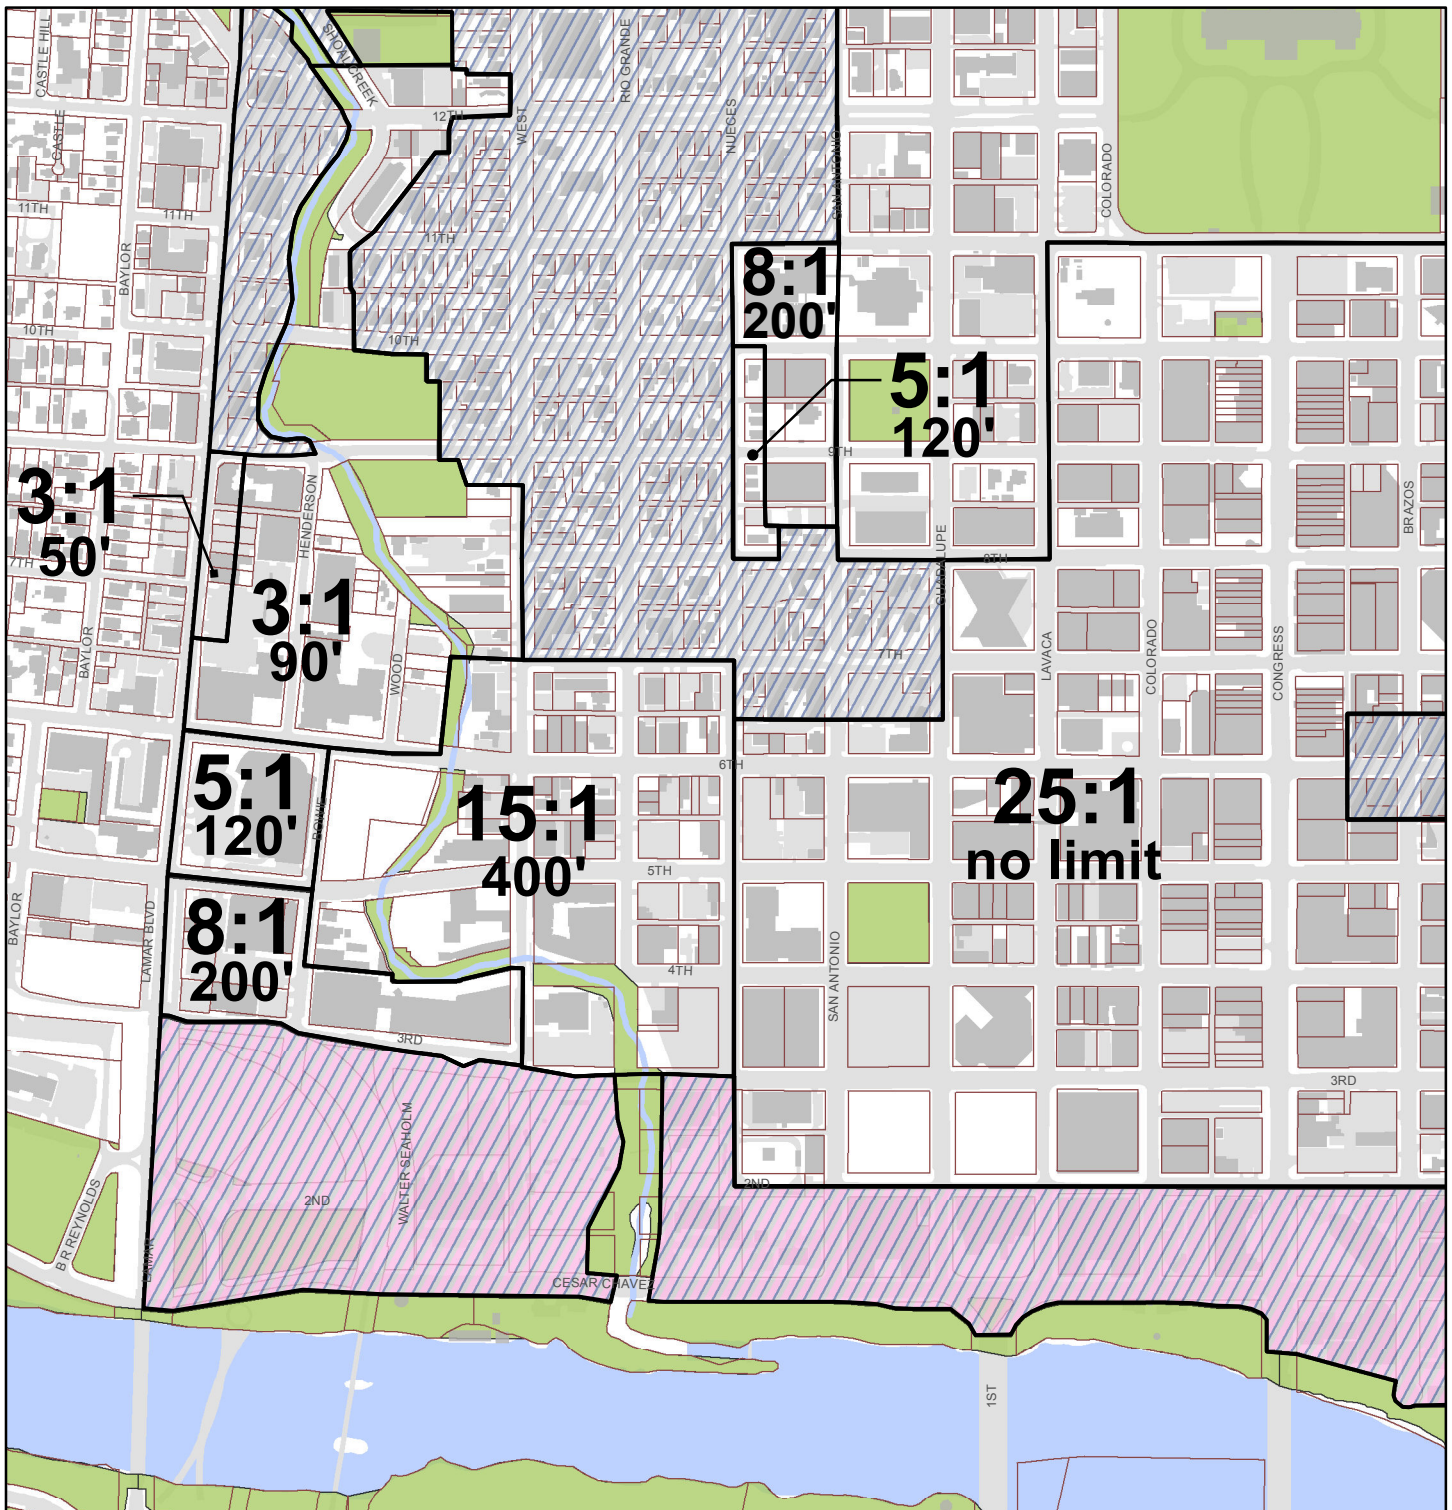 CASTLE HILL
SHOAL CREEK
RIO GRANDE
12TH
WEST
NUECES
CASTLE
SAN ANTONIO
COLORADO
11TH
11TH
11TH
BAYLOR
8:1
200'
10TH
10TH
5:1
120'
9TH
3:1
50'
HENDERSON
BRAZOS
7TH
GUADALUPE
8TH
3:1
90'
BAYLOR
WOOD
7TH
LAVACA
COLORADO
CONGRESS
6TH
5:1
120'
BOWIE
15:1
400'
25:1
no limit
5TH
BAYLOR
LAMAR BLVD
8:1
200'
4TH
SAN ANTONIO
3RD
3RD
WALTER SEAHOLM
2ND
2ND
B R REYNOLDS
LAMAR
CESAR CHAVEZ
1ST